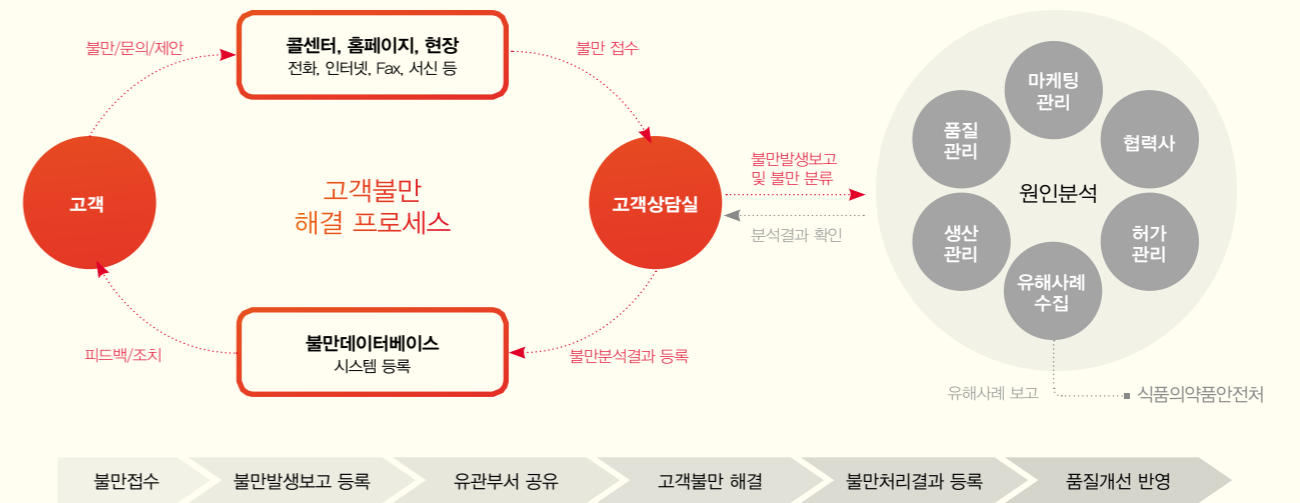 불만/문의/제안
콜센터, 홈페이지, 현장
전화, 인터넷, Fax, 서신 등
불만 접수
고객
고객불만
해결 프로세스
고객상담실
불만발생보고
및 불만 분류
분석결과 확인
피드백/조치
불만데이터베이스
시스템 등록
불만분석결과 등록
마케팅
관리
품질
관리
협력사
원인분석
생산
관리
허가
관리
유해사례
수집
유해사례 보고
식품의약품안전처
불만접수
불만발생보고 등록
유관부서 공유
고객불만 해결
불만처리결과 등록
품질개선 반영